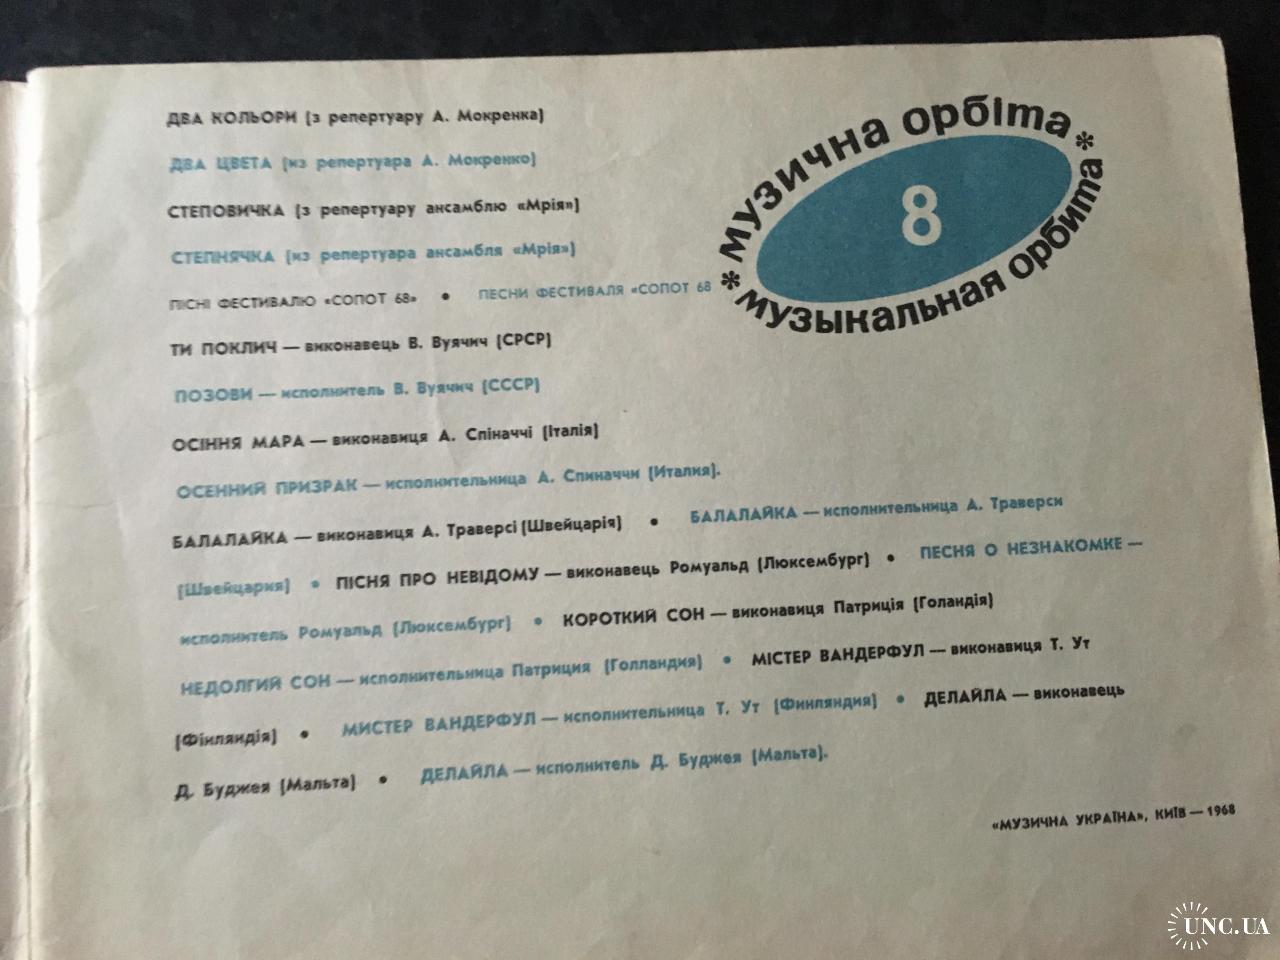 ДВА КОЛЬОРИ (з репертуару А. Мокренка)
ДВА ЦВЕТА (из репертуара А. Мокренко)
СТЕПОВИЧКА (з репертуару ансамблю «Мрія»)
СТЕПНЯЧКА (из репертуара ансамбля «Мрія»)
ПІСНІ ФЕСТИВАЛЮ «СОПОТ 68» • ПЕСНИ ФЕСТИВАЛЯ «СОПОТ 68
* музична орбіта *
8
музыкальная орбита
ТИ ПОКЛИЧ — виконавець В. Вуячич (СРСР)
ПОЗОВИ — исполнитель В. Вуячич (СССР)
ОСІННЯ МАРА — виконавиця А. Спіначчі (Італія)
ОСЕННИЙ ПРИЗРАК — исполнительница А. Спиначчи (Италия).
БАЛАЛАЙКА — виконавиця А. Траверсі (Швейцарія) • БАЛАЛАЙКА — исполнительница А. Траверси
(Швейцария) • ПІСНЯ ПРО НЕВІДОМУ — виконавець Ромуальд (Люксембург) • ПЕСНЯ О НЕЗНАКОМКЕ —
исполнитель Ромуальд (Люксембург) • КОРОТКИЙ СОН — виконавиця Патриція (Голандія)
НЕДОЛГИЙ СОН — исполнительница Патриция (Голландия) • МІСТЕР ВАНДЕРФУЛ — виконавиця Т. Ут
(Фінляндія) • МИСТЕР ВАНДЕРФУЛ — исполнительница Т. Ут (Финляндия) • ДЕЛАЙЛА — виконавець
Д. Буджея (Мальта) • ДЕЛАЙЛА — исполнитель Д. Буджея (Мальта).
«МУЗИЧНА УКРАЇНА», КИЇВ — 1968
UNC.UA